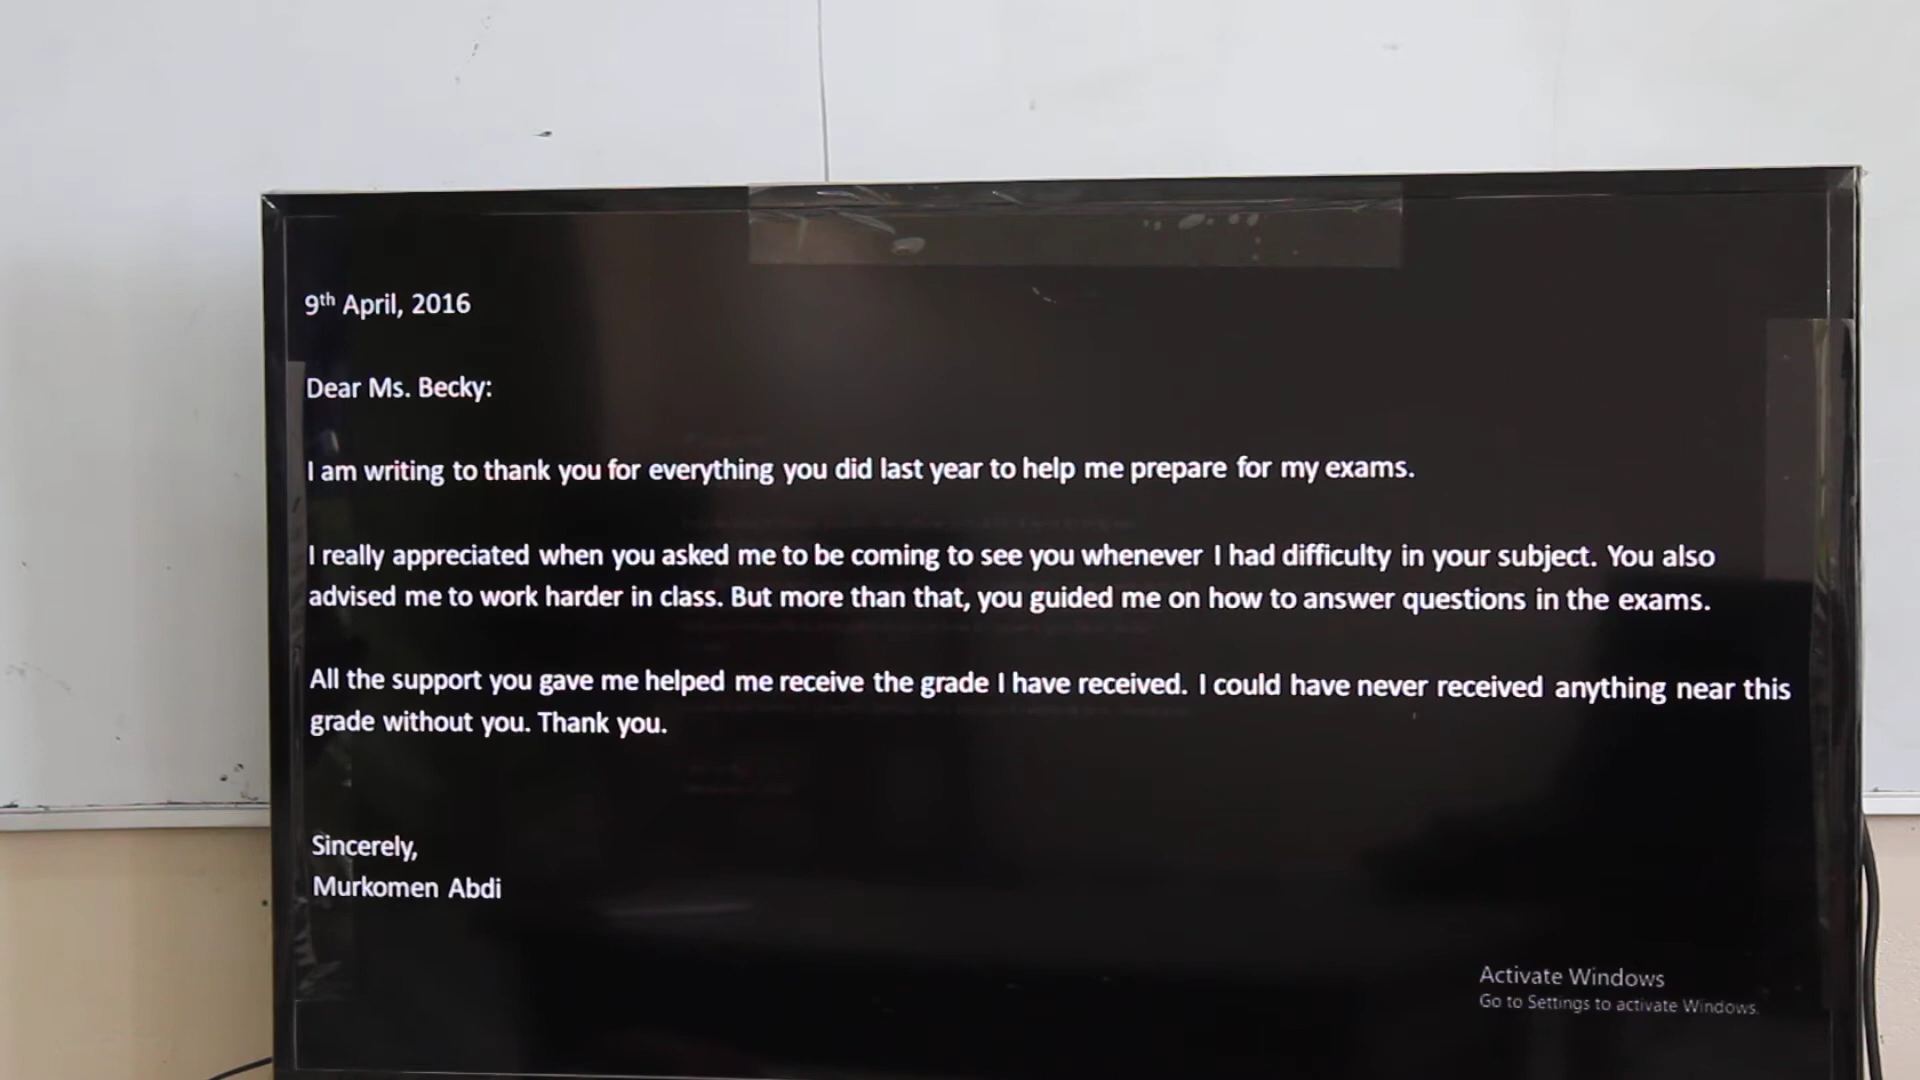 9th April, 2016
Dear Ms. Becky:
I am writing to thank you for everything you did last year to help me prepare for my exams.
I really appreciated when you asked me to be coming to see you whenever I had difficulty in your subject. You also
advised me to work harder in class. But more than that, you guided me on how to answer questions in the exams.
All the support you gave me helped me receive the grade I have received. I could have never received anything near this
grade without you. Thank you.
Sincerely,
Murkomen Abdi
Activate Windows
Go to Settings to activate Windows.